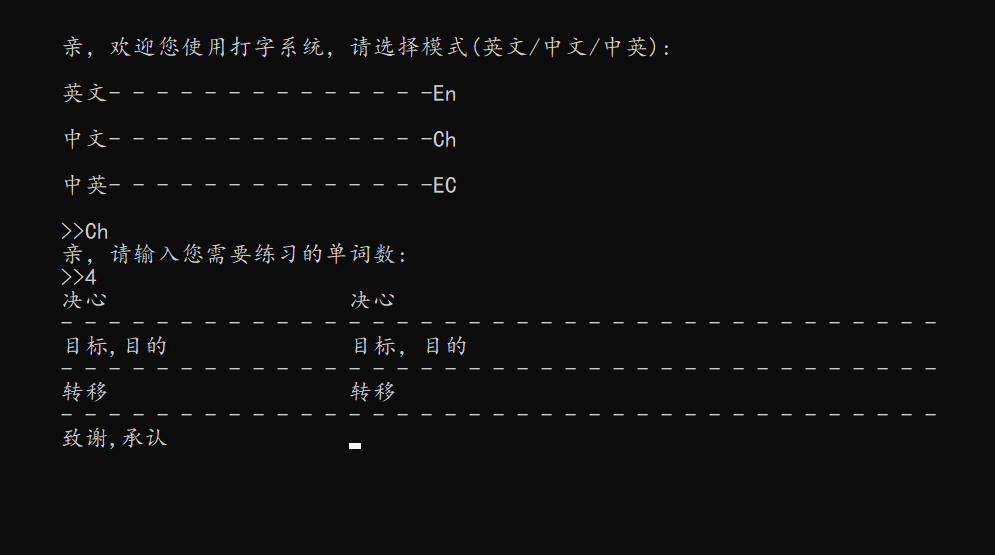 亲，欢迎您使用打字系统，请选择模式(英文/中文/中英)：
英文- - - - - - - - - - - - - -En
中文- - - - - - - - - - - - - -Ch
中英- - - - - - - - - - - - - -EC
>>Ch
亲，请输入您需要练习的单词数：
>>4
决心 决心
- - - - - - - - - - - - - - - - - - - - - - - - - - - - - - - - - - - - -
目标,目的 目标，目的
- - - - - - - - - - - - - - - - - - - - - - - - - - - - - - - - - - - - -
转移 转移
- - - - - - - - - - - - - - - - - - - - - - - - - - - - - - - - - - - - -
致谢,承认